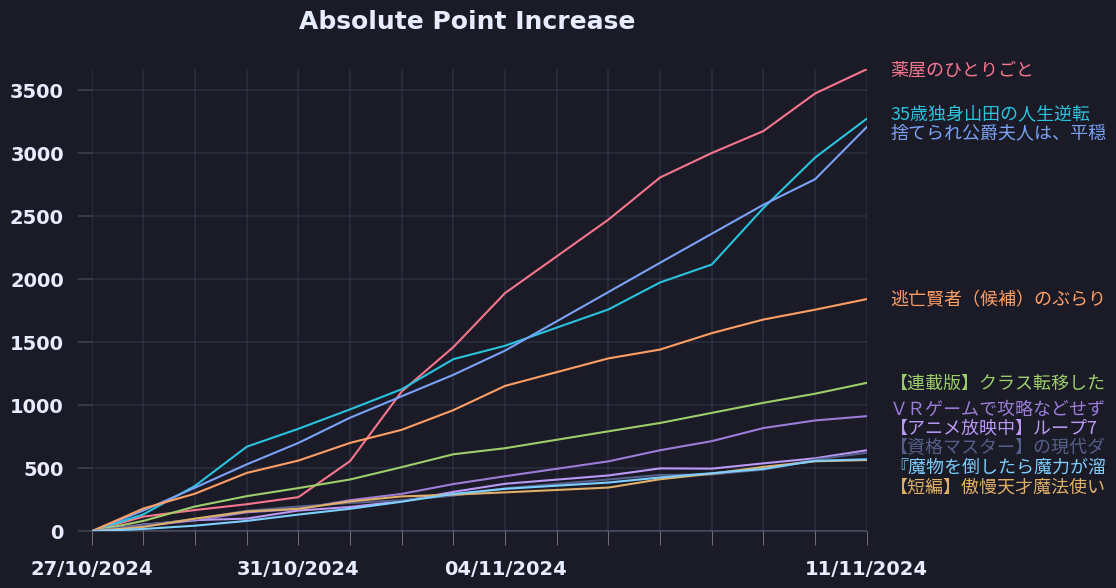 Absolute Point Increase
3500
3000
2500
2000
1500
1000
500
0
27/10/2024
31/10/2024
04/11/2024
11/11/2024
薬屋のひとりごと
35歳独身山田の人生逆転
捨てられ公爵夫人は、平穏
逃亡賢者（候補）のぶらり
【連載版】クラス転移した
ＶＲゲームで攻略などせず
【アニメ放映中】ループ7
【資格マスター】の現代ダ
『魔物を倒したら魔力が溜
【短編】傲慢天才魔法使い